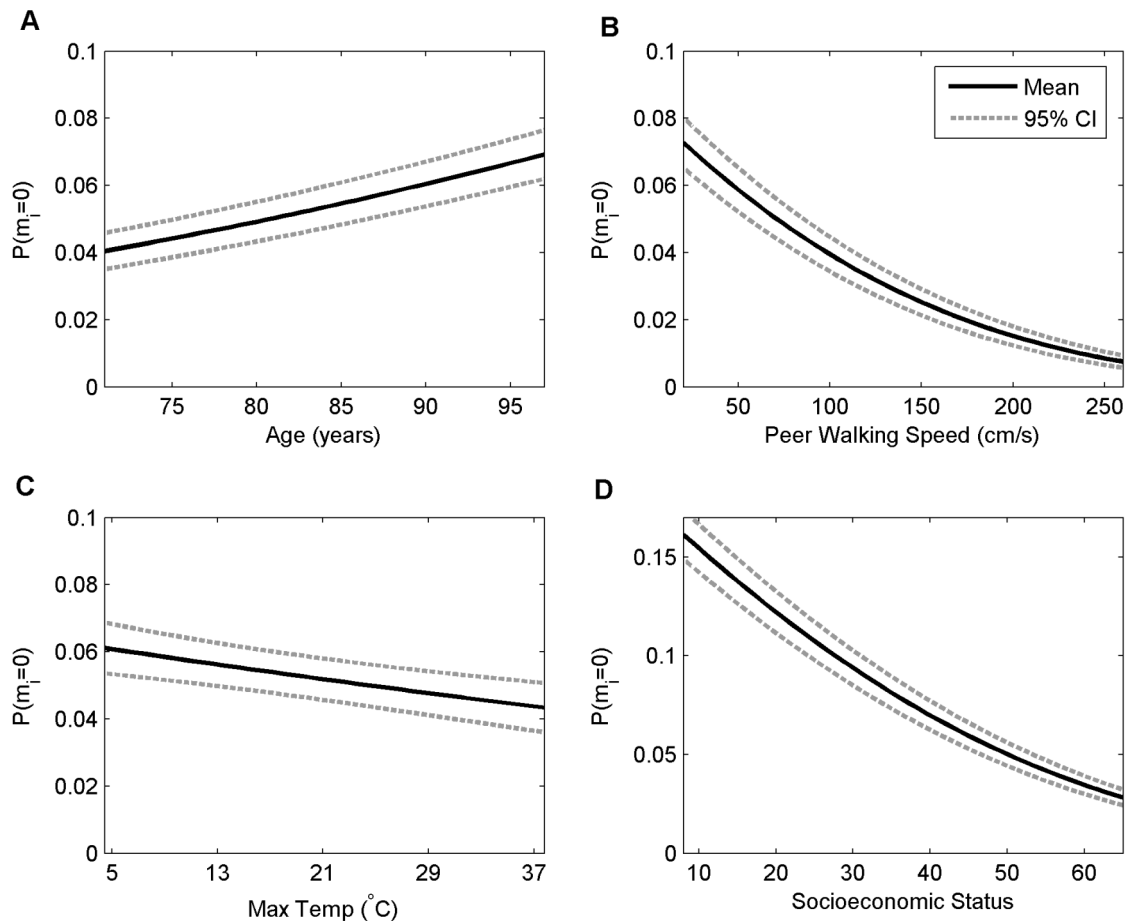 A
P(m_i=0)
0.1
0.08
0.06
0.04
0.02
0
75 80 85 90 95
Age (years)
B
P(m_i=0)
0.1
0.08
0.06
0.04
0.02
0
Mean
95% CI
50 100 150 200 250
Peer Walking Speed (cm/s)
C
P(m_i=0)
0.1
0.08
0.06
0.04
0.02
0
5 13 21 29 37
Max Temp (°C)
D
P(m_i=0)
0.15
0.1
0.05
0
10 20 30 40 50 60
Socioeconomic Status